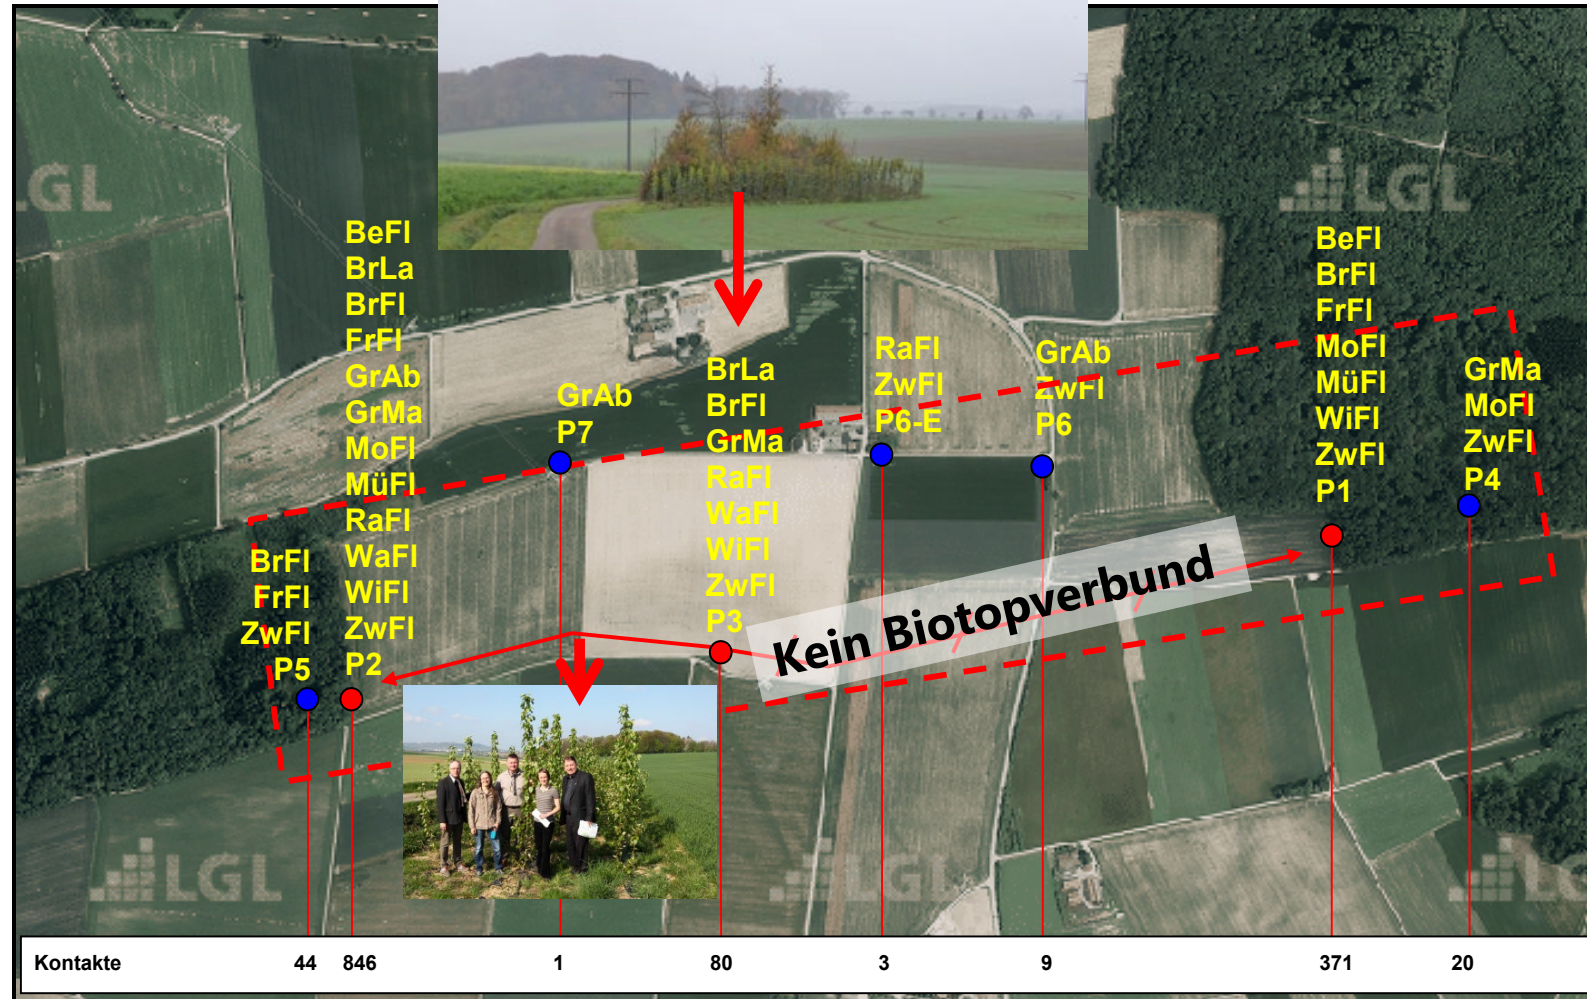 LGL
LGL
BeFl
BrLa
BrFl
FrFl
GrAb
GrMa
MoFl
MüFl
RaFl
WaFl
WiFl
ZwFl
P2
BrFl
FrFl
ZwFl
P5
GrAb
P7
BrLa
BrFl
GrMa
RaFl
WaFl
WiFl
ZwFl
P3
RaFl
ZwFl
P6-E
GrAb
ZwFl
P6
BeFl
BrFl
FrFl
MoFl
MüFl
WiFl
ZwFl
P1
GrMa
MoFl
ZwFl
P4
Kein Biotopverbund
LGL
LGL
LG
Kontakte 44 846 1 80 3 9 371 20